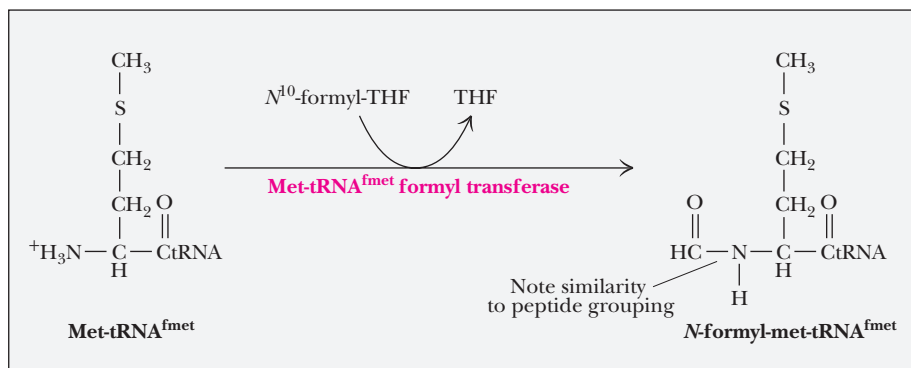 CH₃
S
N¹⁰-formyl-THF THF
CH₂
Met-tRNAᶠᵐᵉᵗ formyl transferase
CH₂ O
⁺H₃N—C—CtRNA
H
Met-tRNAᶠᵐᵉᵗ
CH₃
S
CH₂
O CH₂ O
HC—N—C—CtRNA
H H
Note similarity
to peptide grouping
N-formyl-met-tRNAᶠᵐᵉᵗ